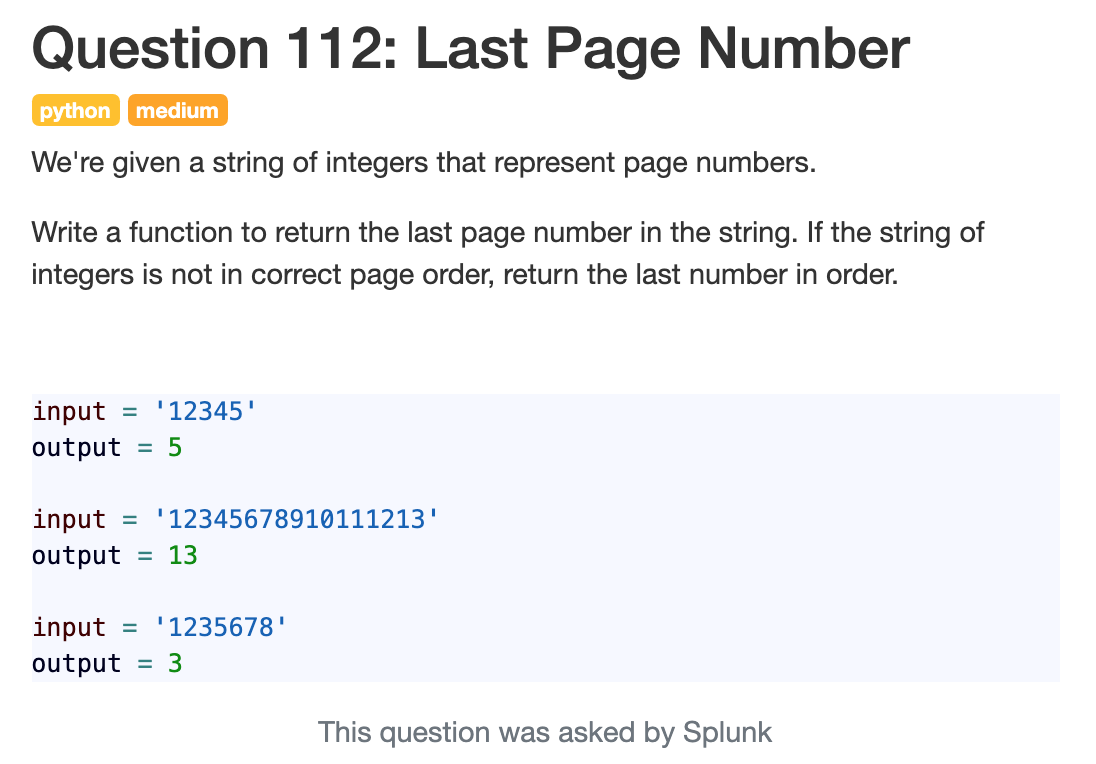 Question 112: Last Page Number
python medium
We're given a string of integers that represent page numbers.
Write a function to return the last page number in the string. If the string of
integers is not in correct page order, return the last number in order.
input = '12345'
output = 5
input = '12345678910111213'
output = 13
input = '1235678'
output = 3
This question was asked by Splunk